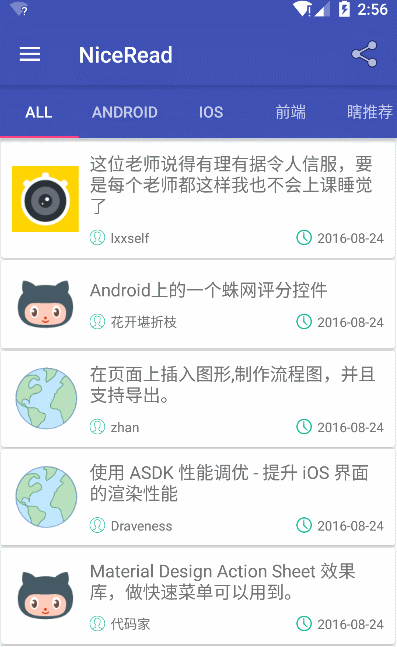 2:56
NiceRead
ALL ANDROID IOS 前端 瞎推荐
这位老师说得有理有据令人信服，要
是每个老师都这样我也不会上课睡觉
了
lxxself 2016-08-24
Android上的一个蛛网评分控件
花开堪折枝 2016-08-24
在页面上插入图形,制作流程图，并且
支持导出。
zhan 2016-08-24
使用 ASDK 性能调优 - 提升 iOS 界面
的渲染性能
Draveness 2016-08-24
Material Design Action Sheet 效果
库，做快速菜单可以用到。
代码家 2016-08-24